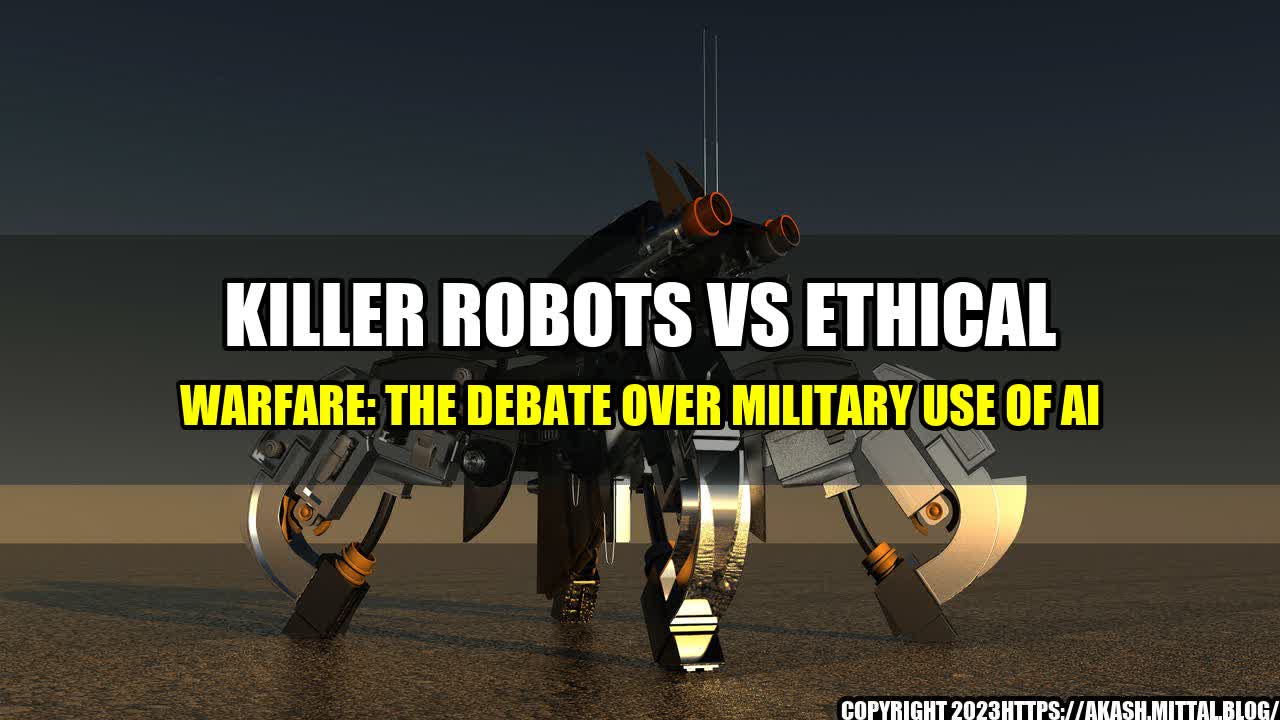 KILLER ROBOTS VS ETHICAL
WARFARE: THE DEBATE OVER MILITARY USE OF AI
COPYRIGHT 2023HTTPS://AKASH.MITTAL.BLOG/